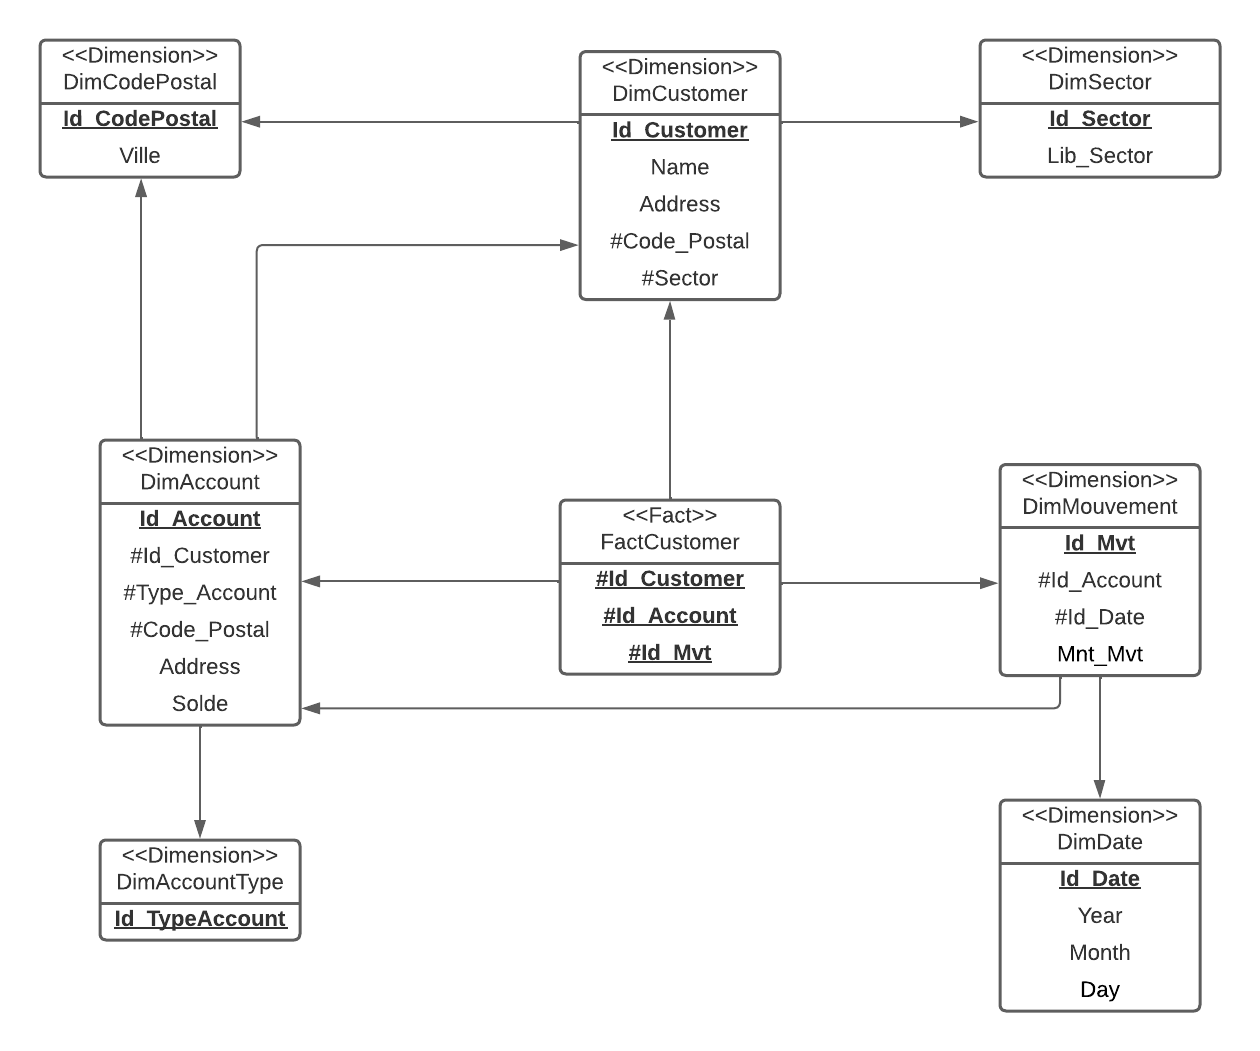 <<Dimension>>
DimCodePostal
Id_CodePostal
Ville
<<Dimension>>
DimCustomer
Id_Customer
Name
Address
#Code_Postal
#Sector
<<Dimension>>
DimSector
Id_Sector
Lib_Sector
<<Dimension>>
DimAccount
Id_Account
#Id_Customer
#Type_Account
#Code_Postal
Address
Solde
<<Fact>>
FactCustomer
#Id_Customer
#Id_Account
#Id_Mvt
<<Dimension>>
DimMouvement
Id_Mvt
#Id_Account
#Id_Date
Mnt_Mvt
<<Dimension>>
DimAccountType
Id_TypeAccount
<<Dimension>>
DimDate
Id_Date
Year
Month
Day